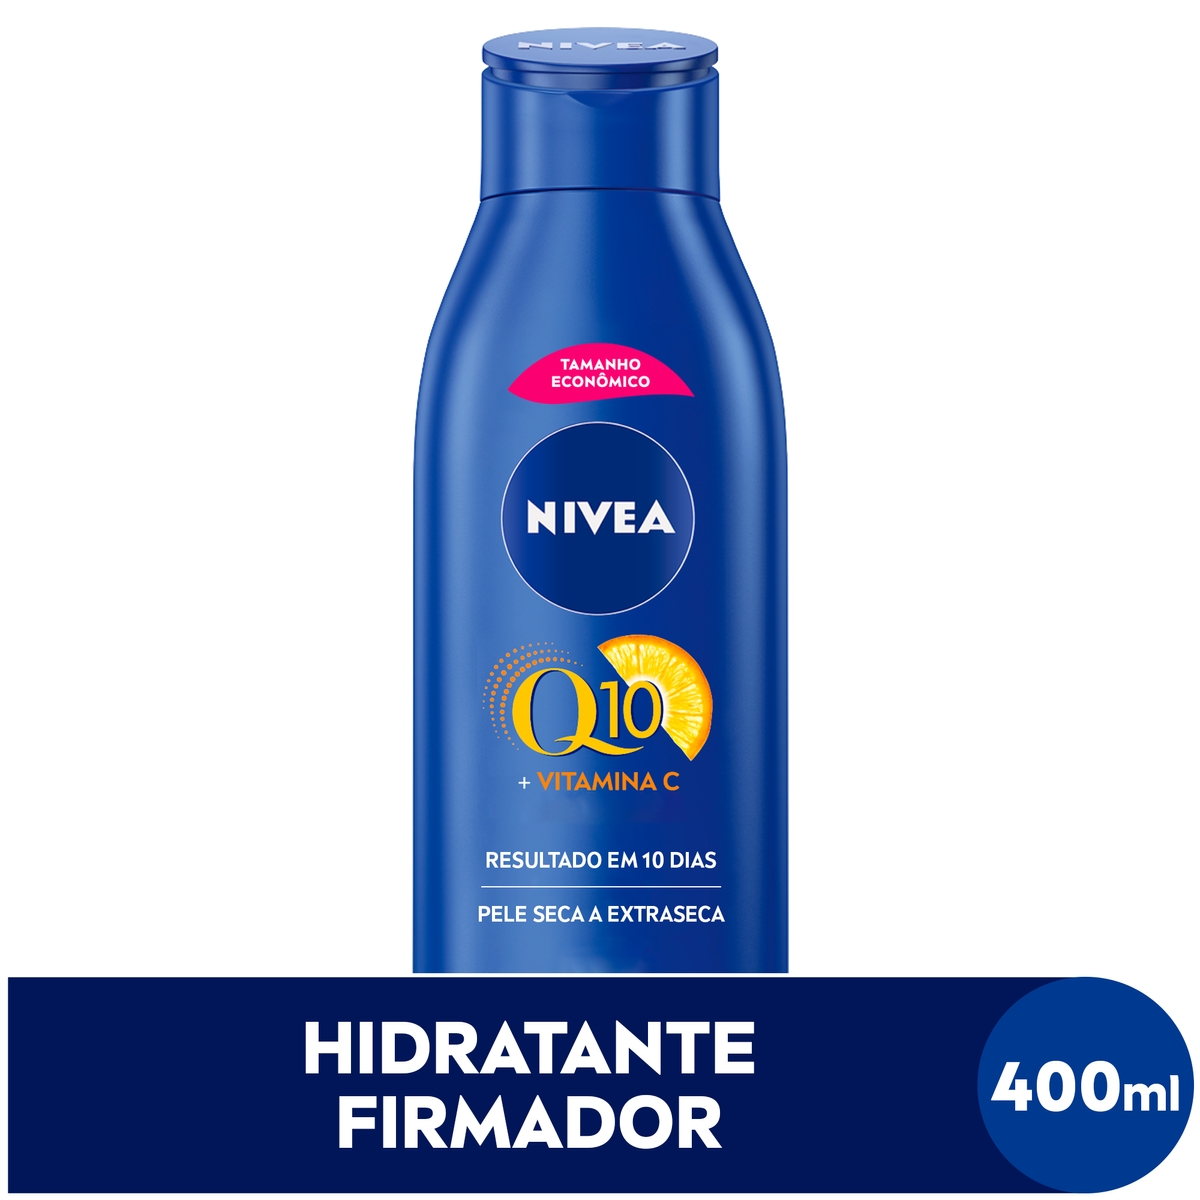 NIVEA
TAMANHO
ECONÔMICO
NIVEA
Q10
+ VITAMINA C
RESULTADO EM 10 DIAS
PELE SECA A EXTRASECA
HIDRATANTE
FIRMADOR
400ml